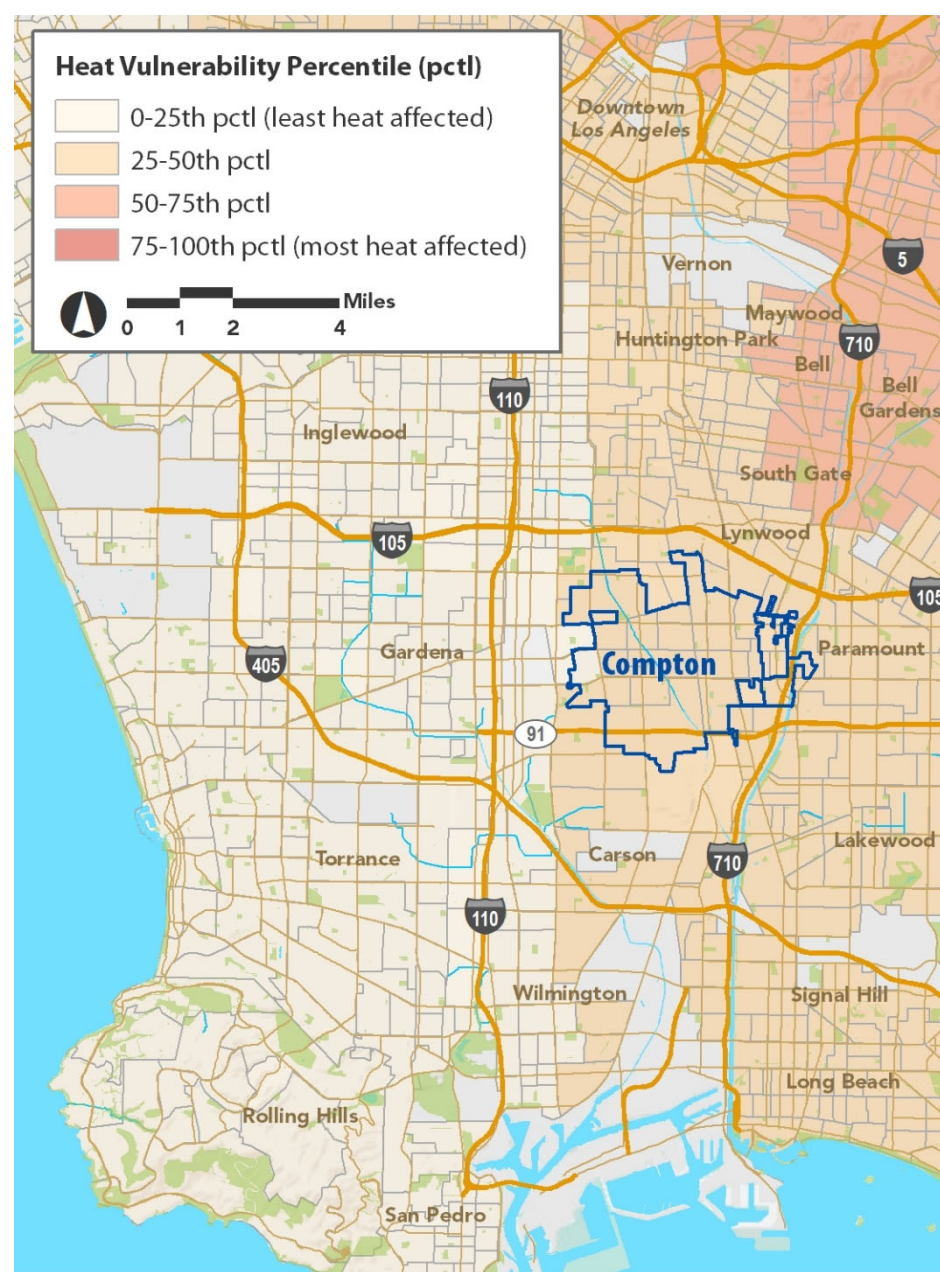 Heat Vulnerability Percentile (pctl)
0-25th pctl (least heat affected)
25-50th pctl
50-75th pctl
75-100th pctl (most heat affected)
Miles
0 1 2 4
Downtown
Los Angeles
Vernon
5
Maywood
Huntington Park
710
Bell
Bell
Gardens
110
Inglewood
South Gate
105
Lynwood
105
Gardena
405
Compton
Paramount
91
Torrance
Carson
710
Lakewood
110
Wilmington
Signal Hill
Long Beach
Rolling Hills
San Pedro